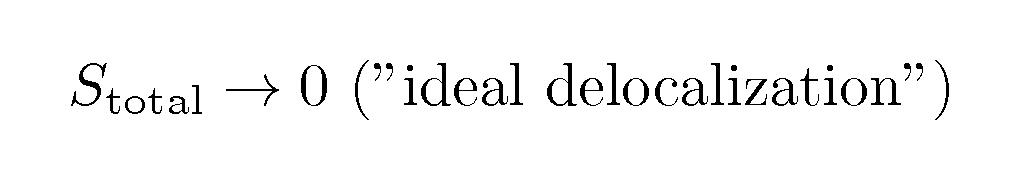 S_total → 0 ("ideal delocalization")